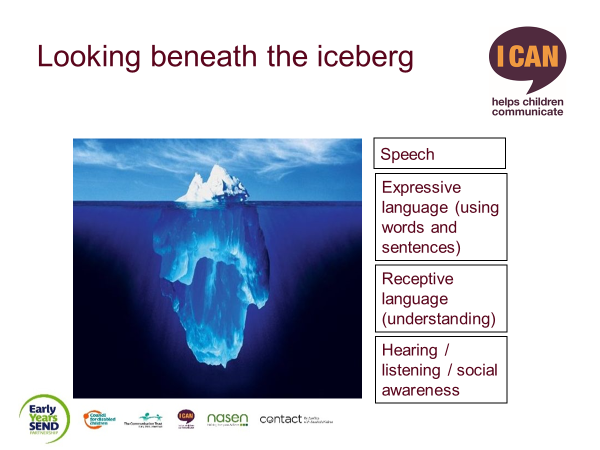 Looking beneath the iceberg
I CAN
helps children
communicate
Speech
Expressive
language (using
words and
sentences)
Receptive
language
(understanding)
Hearing /
listening / social
awareness
Early
Years
SEND
PARTNERSHIP
Council
for disabled
children
The Communication Trust
I CAN
nasen
contact